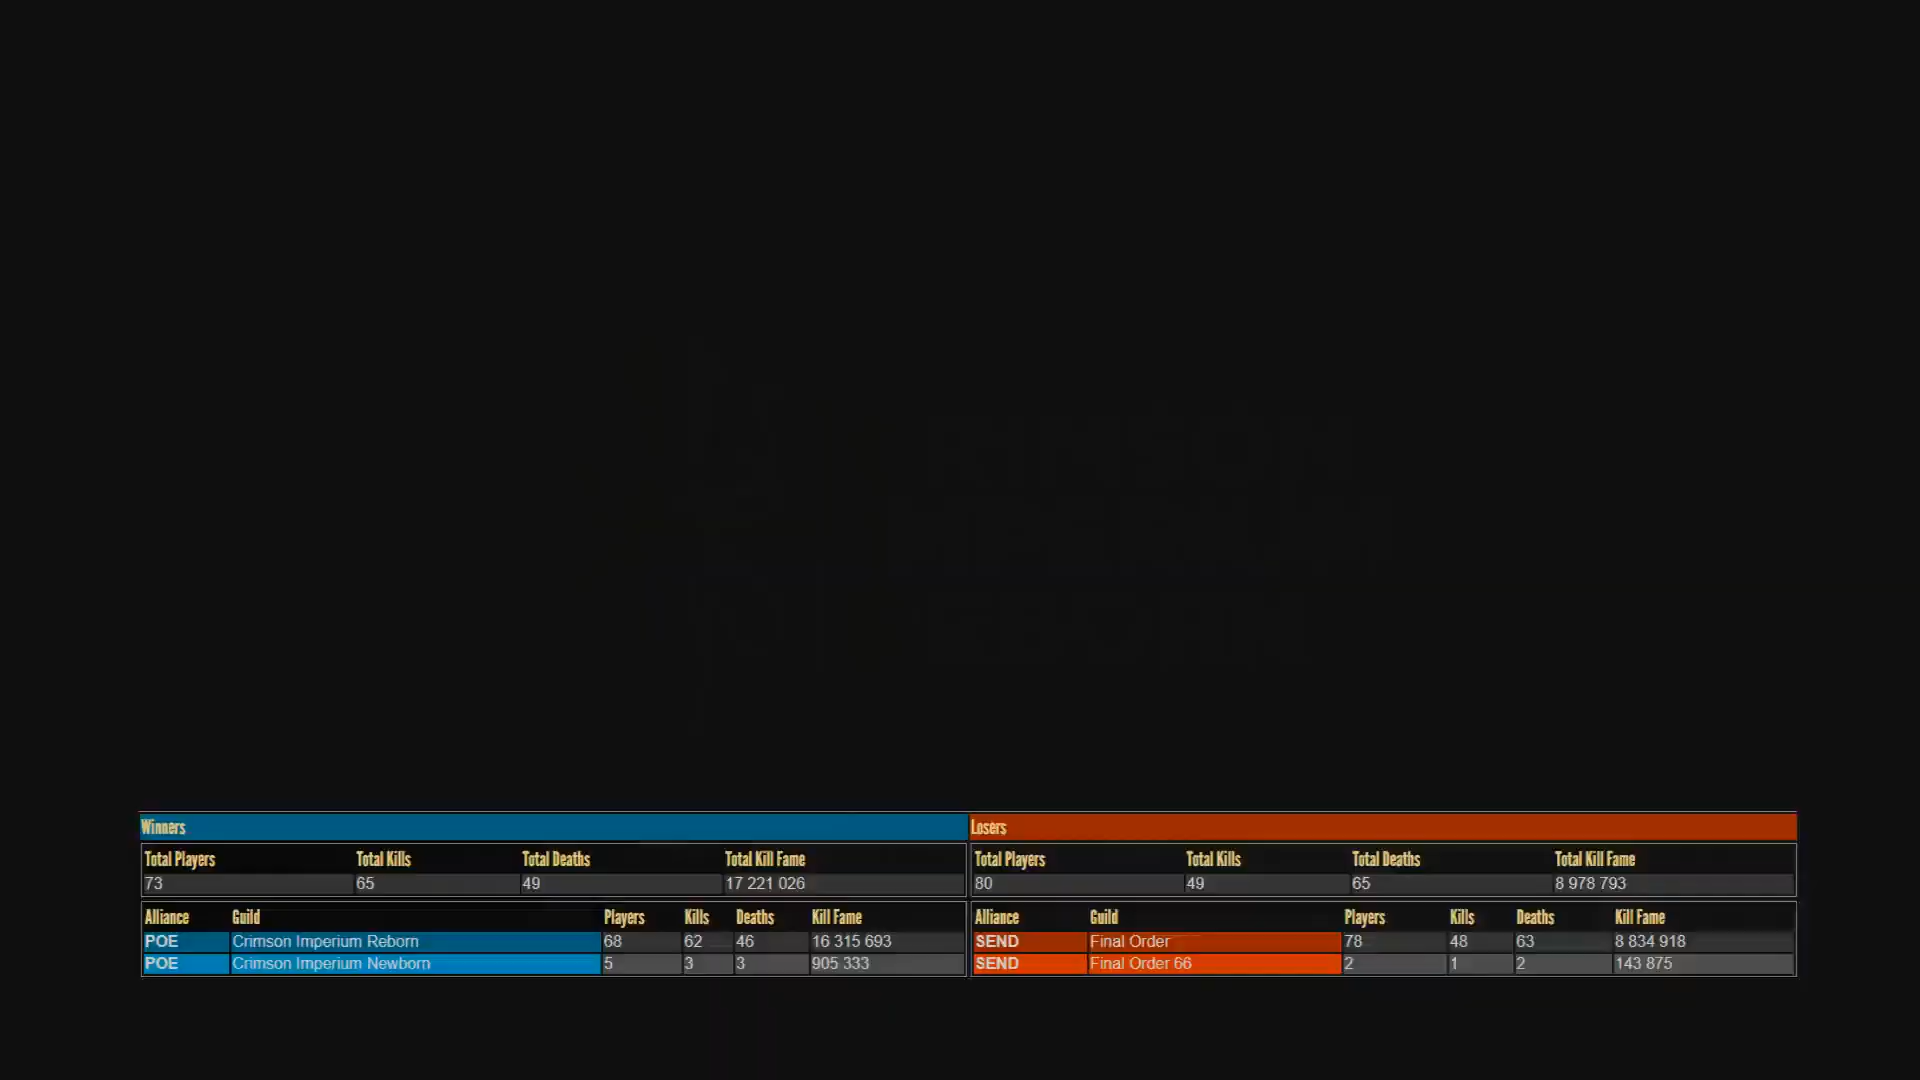 Winners
Total Players Total Kills Total Deaths Total Kill Fame
73 65 49 17 221 026
Alliance Guild Players Kills Deaths Kill Fame
POE Crimson Imperium Reborn 68 62 46 16 315 693
POE Crimson Imperium Newborn 5 3 3 905 333
Losers
Total Players Total Kills Total Deaths Total Kill Fame
80 49 65 8 978 793
Alliance Guild Players Kills Deaths Kill Fame
SEND Final Order 78 48 63 8 834 918
SEND Final Order 66 2 1 2 143 875